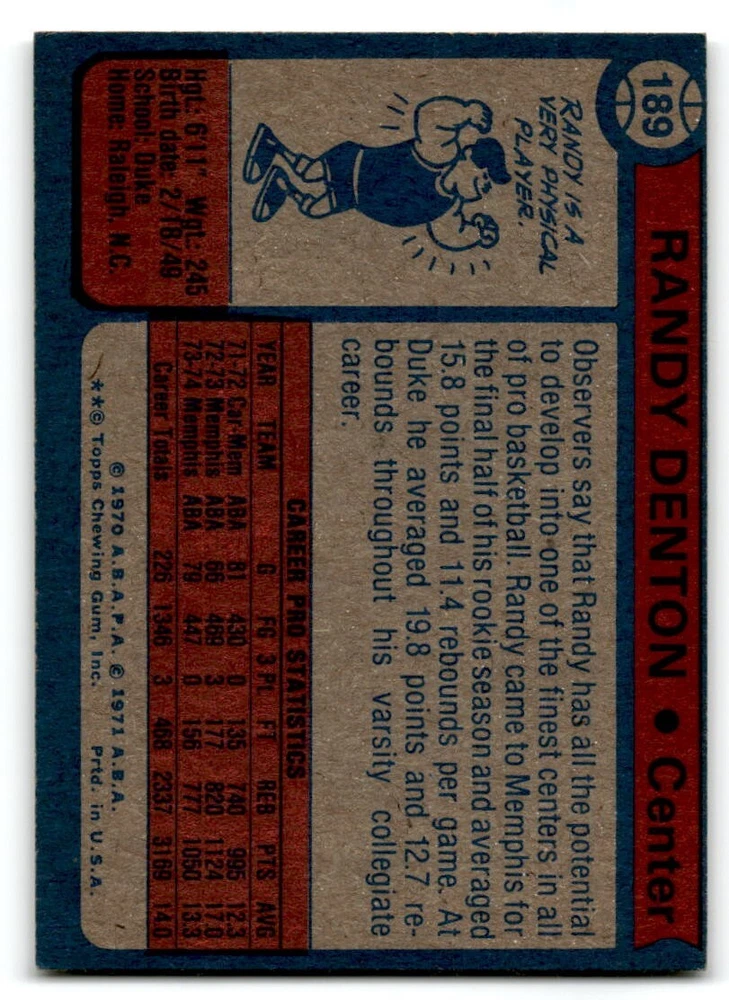 189
RANDY DENTON • Center
RANDY IS A
VERY PHYSICAL
PLAYER.
Hgt: 6'11" Wgt: 245
Birth date: 2/18/49
School: Duke
Home: Raleigh, N.C.
Observers say that Randy has all the potential
to develop into one of the finest centers in all
of pro basketball. Randy came to Memphis for
the final half of his rookie season and averaged
15.8 points and 11.4 rebounds per game. At
Duke he averaged 19.8 points and 12.7 re-
bounds throughout his varsity collegiate
career.
CAREER PRO STATISTICS
YEAR TEAM G FG 3 PL FT REB PTS AVG
71-72 Car-Mem ABA 81 430 0 135 740 995 12.3
72-73 Memphis ABA 66 469 3 177 820 1124 17.0
73-74 Memphis ABA 79 447 0 156 777 1050 13.3
Career Totals 226 1346 3 468 2337 3169 14.0
© 1970 A.B.A.P.A. © 1971 A.B.A.
**© Topps Chewing Gum, Inc. Prtd. in U.S.A.